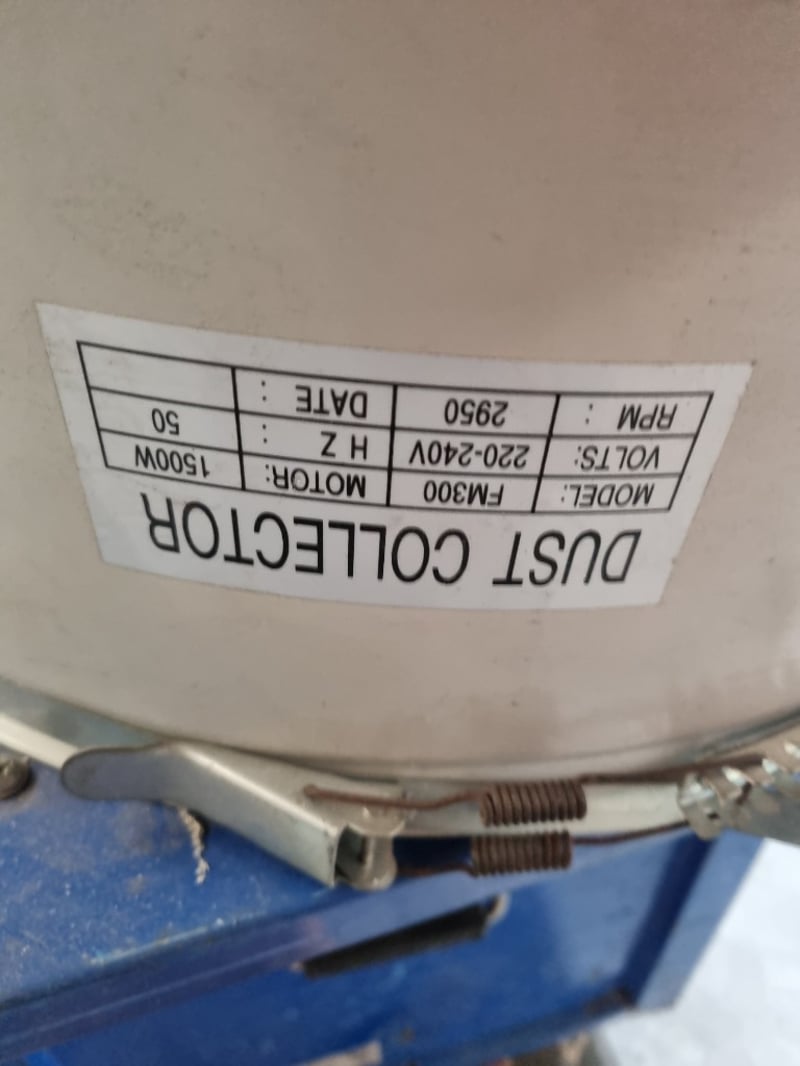 DUST COLLECTOR
MODEL: FM300 MOTOR: 1500W
VOLTS: 220-240V H Z : 50
RPM : 2950 DATE :